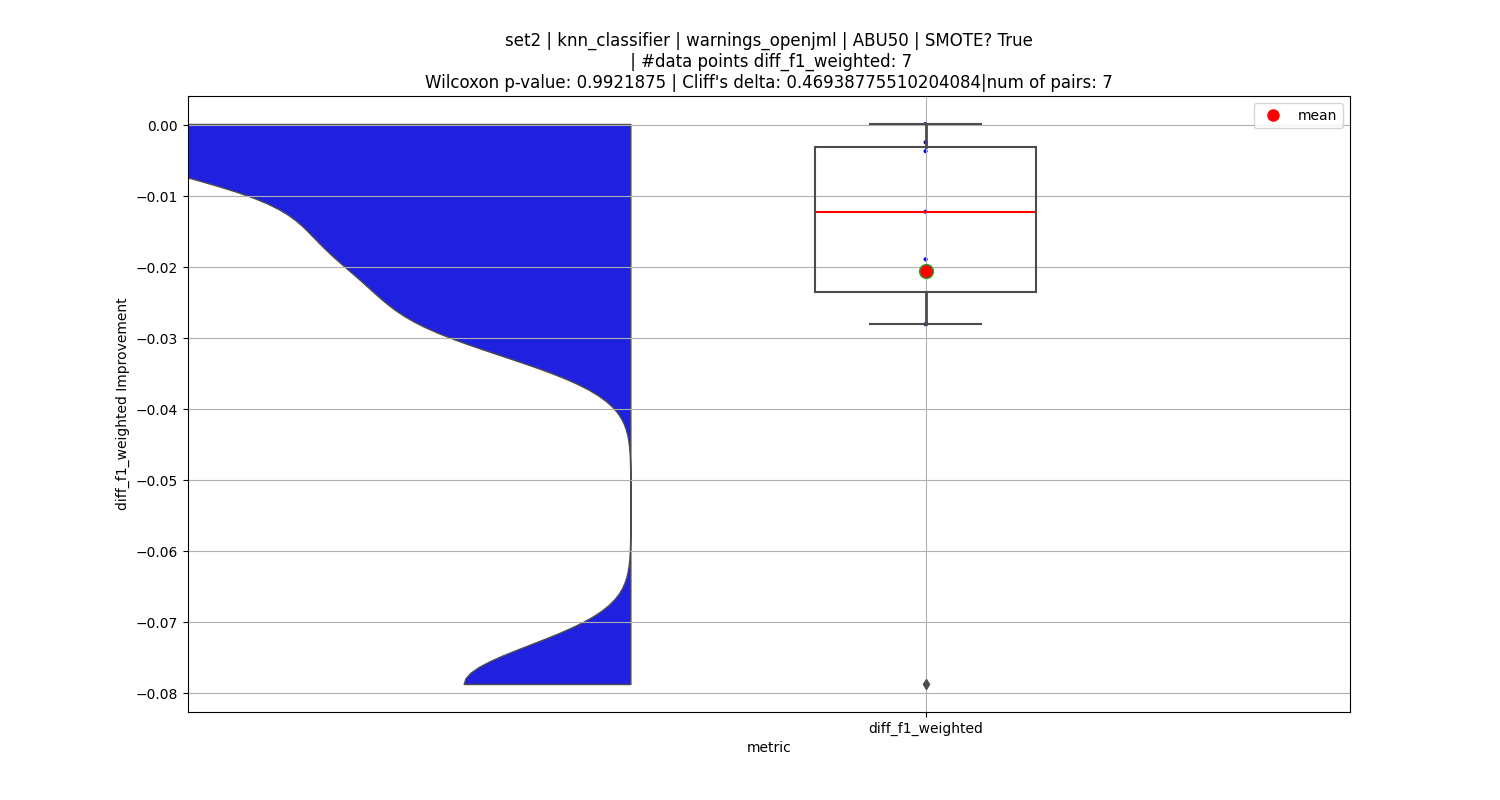 set2 | knn_classifier | warnings_openjml | ABU50 | SMOTE? True
| #data points diff_f1_weighted: 7
Wilcoxon p-value: 0.9921875 | Cliff's delta: 0.46938775510204084|num of pairs: 7
mean
0.00
−0.01
−0.02
−0.03
−0.04
−0.05
−0.06
−0.07
−0.08
diff_f1_weighted Improvement
diff_f1_weighted
metric